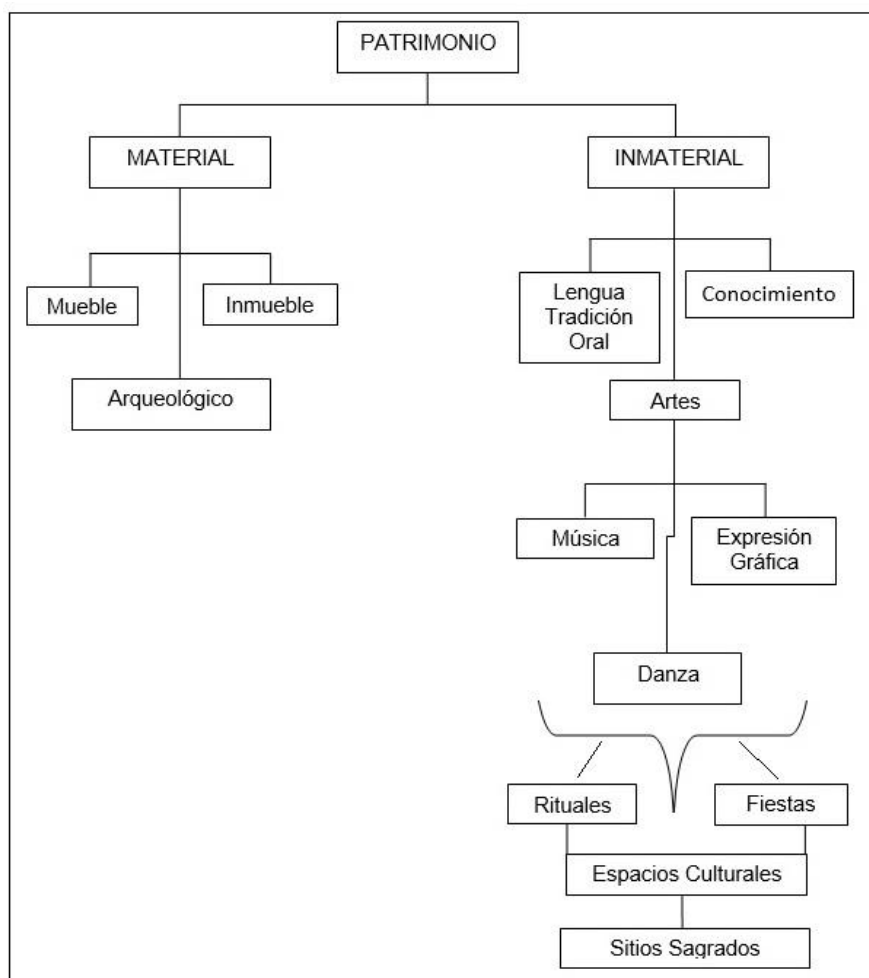 PATRIMONIO
MATERIAL
INMATERIAL
Mueble
Inmueble
Arqueológico
Lengua
Tradición
Oral
Conocimiento
Artes
Música
Expresión
Gráfica
Danza
Rituales
Fiestas
Espacios Culturales
Sitios Sagrados